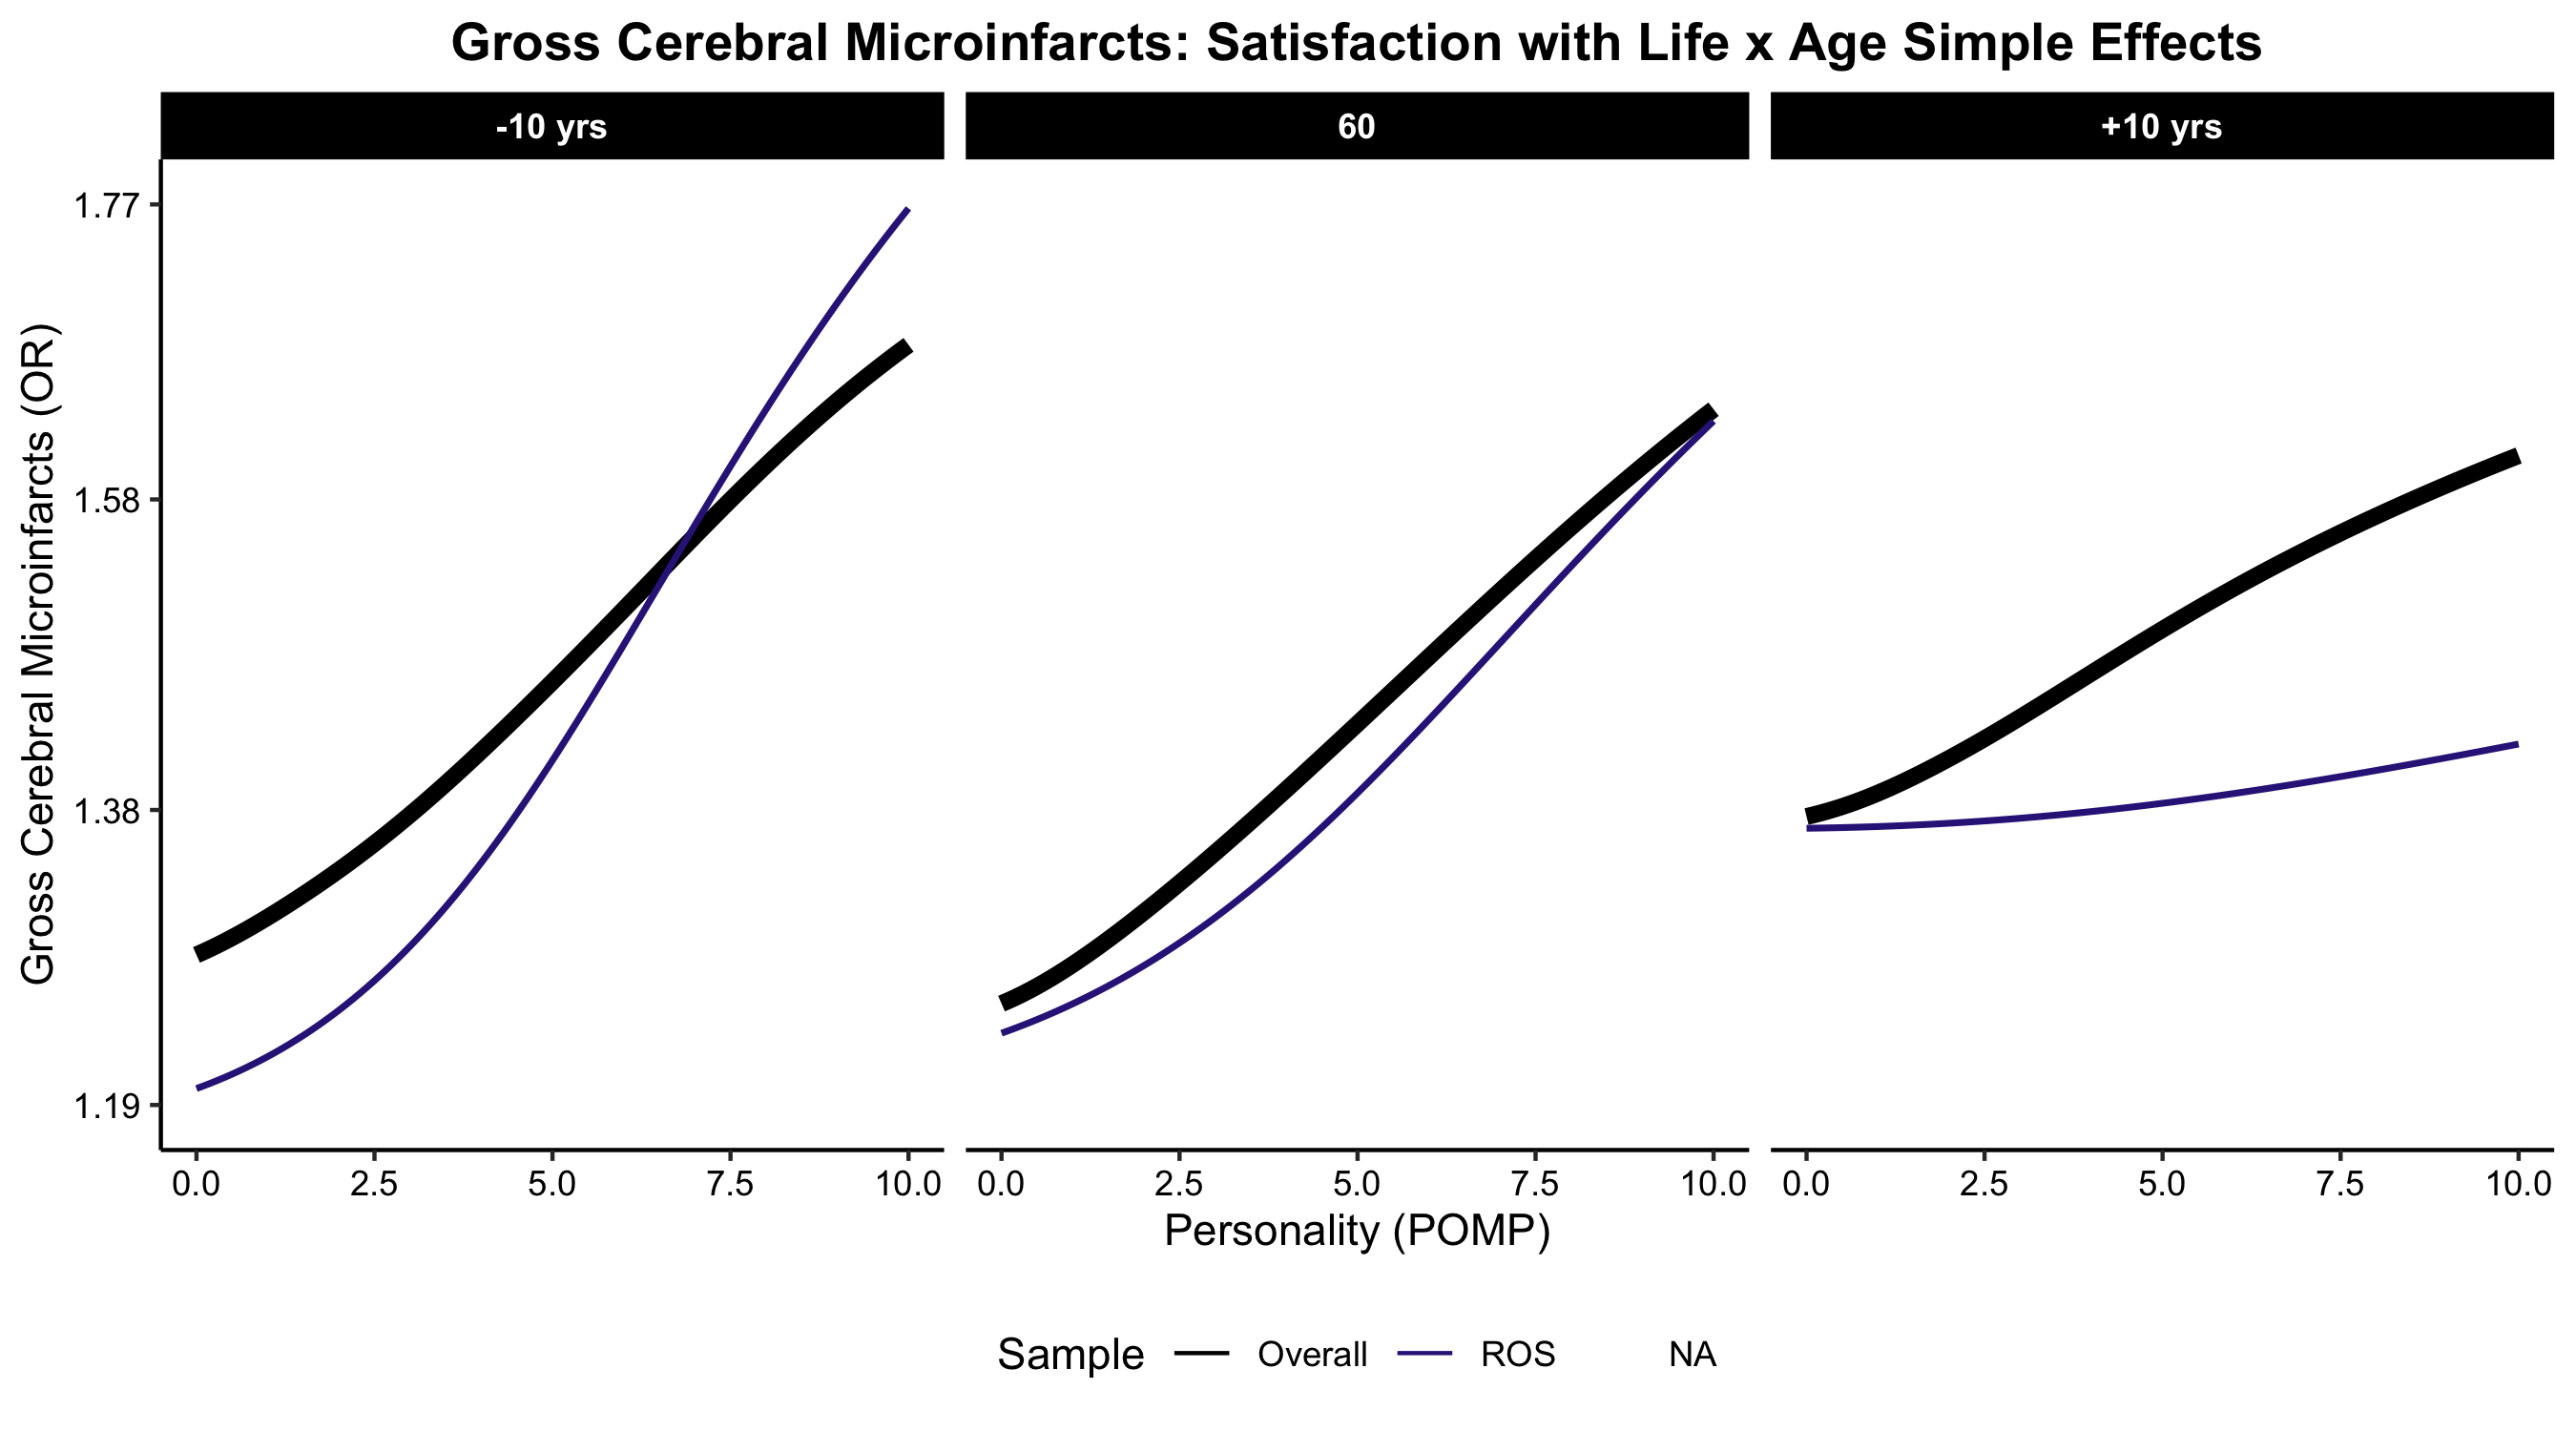 Gross Cerebral Microinfarcts: Satisfaction with Life x Age Simple Effects
-10 yrs 60 +10 yrs
Gross Cerebral Microinfarcts (OR)
1.77
1.58
1.38
1.19
0.0 2.5 5.0 7.5 10.0 0.0 2.5 5.0 7.5 10.0 0.0 2.5 5.0 7.5 10.0
Personality (POMP)
Sample Overall ROS NA